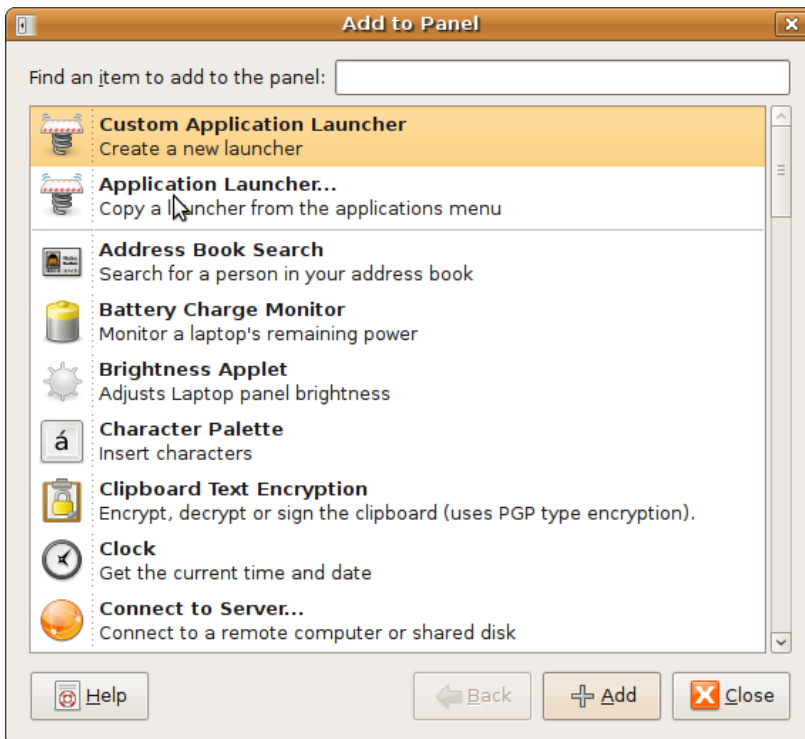 Add to Panel
Find an item to add to the panel:
Custom Application Launcher
Create a new launcher
Application Launcher...
Copy a launcher from the applications menu
Address Book Search
Search for a person in your address book
Battery Charge Monitor
Monitor a laptop's remaining power
Brightness Applet
Adjusts Laptop panel brightness
á
Character Palette
Insert characters
Clipboard Text Encryption
Encrypt, decrypt or sign the clipboard (uses PGP type encryption).
Clock
Get the current time and date
Connect to Server...
Connect to a remote computer or shared disk
Help
Back
Add
Close